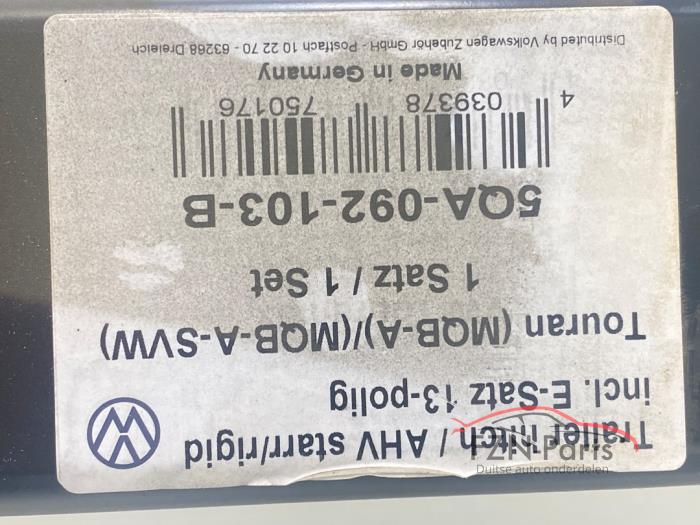 Trailer hitch / AHV starr/rigid
incl. E-Satz 13-polig
Touran (MQB-A)/(MQB-A-SVW)
1 Satz / 1 Set
5QA-092-103-B
4 039378 750176
Made in Germany
Distributed by Volkswagen Zubehör GmbH - Postfach 10 22 70 - 63268 Dreieich
PZN-Parts
Duitse auto onderdelen